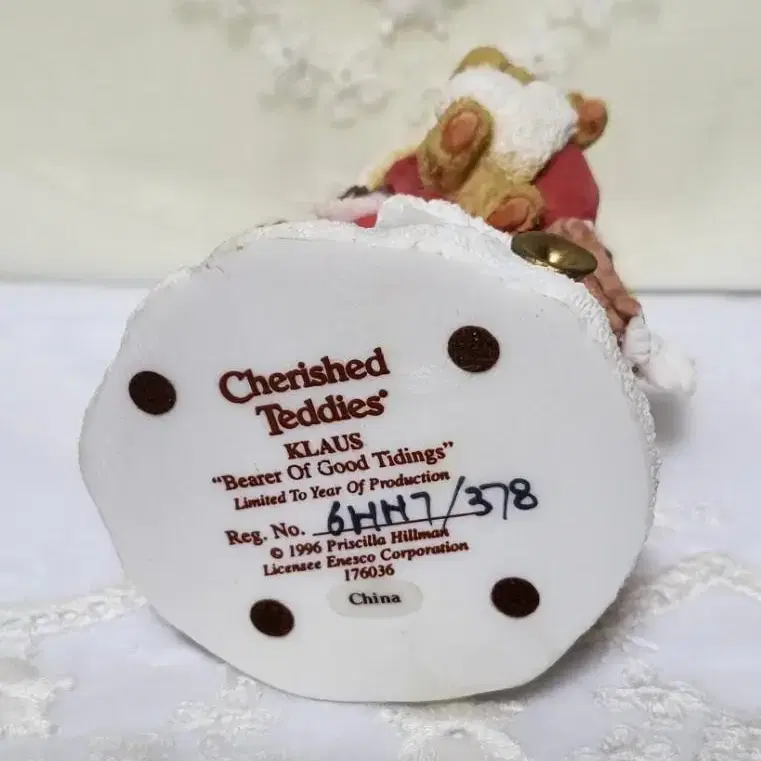 Cherished
Teddies®
KLAUS
“Bearer Of Good Tidings”
Limited To Year Of Production
Reg. No. 6HH7/378
© 1996 Priscilla Hillman
Licensee Enesco Corporation
176036
China